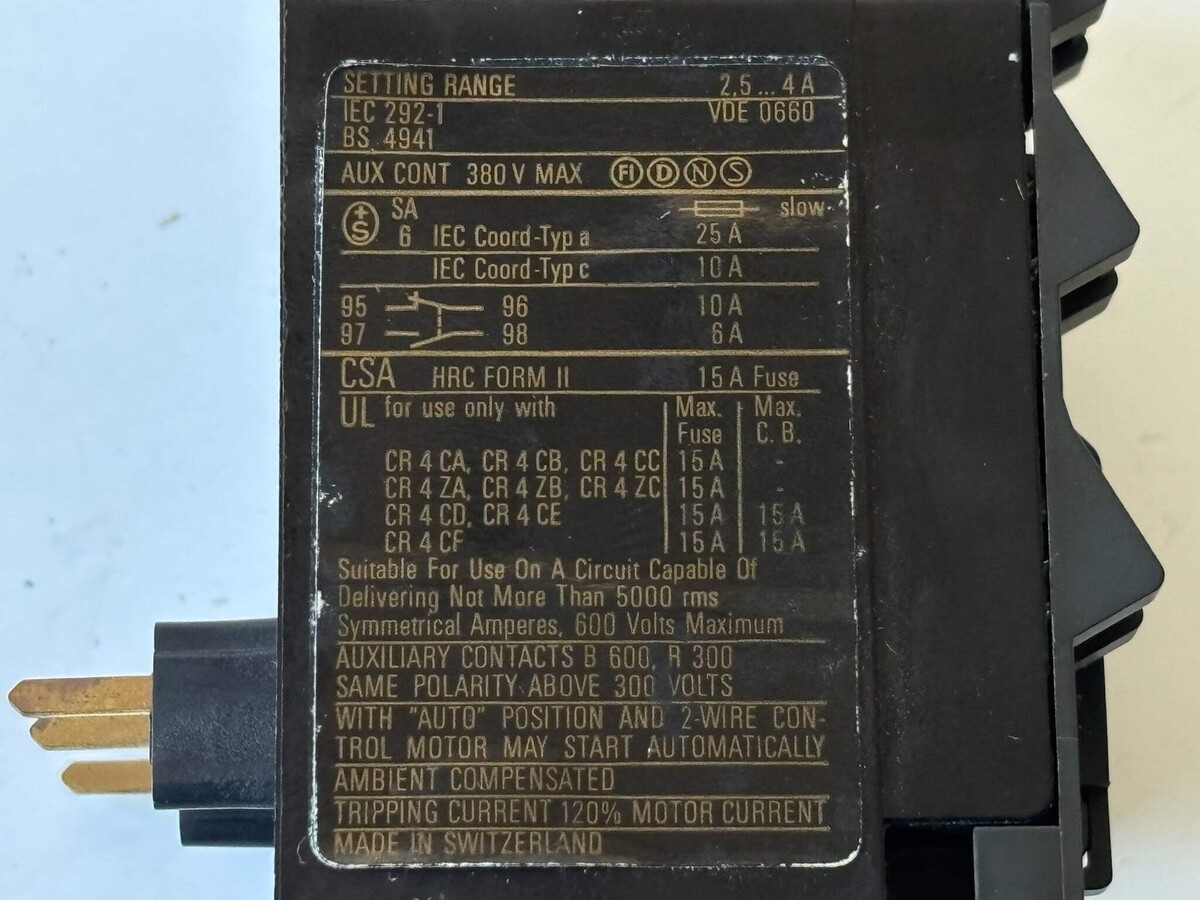 SETTING RANGE 2,5 ... 4 A
IEC 292-1 VDE 0660
BS 4941
AUX CONT 380 V MAX FI D N S
+S SA slow
6 IEC Coord-Typ a 25 A
IEC Coord-Typ c 10 A
95 96 10 A
97 98 6 A
CSA HRC FORM II 15 A Fuse
UL for use only with Max. Max.
Fuse C. B.
CR 4 CA, CR 4 CB, CR 4 CC 15 A -
CR 4 ZA, CR 4 ZB, CR 4 ZC 15 A -
CR 4 CD, CR 4 CE 15 A 15 A
CR 4 CF 15 A 15 A
Suitable For Use On A Circuit Capable Of
Delivering Not More Than 5000 rms
Symmetrical Amperes, 600 Volts Maximum
AUXILIARY CONTACTS B 600, R 300
SAME POLARITY ABOVE 300 VOLTS
WITH "AUTO" POSITION AND 2-WIRE CON-
TROL MOTOR MAY START AUTOMATICALLY
AMBIENT COMPENSATED
TRIPPING CURRENT 120% MOTOR CURRENT
MADE IN SWITZERLAND